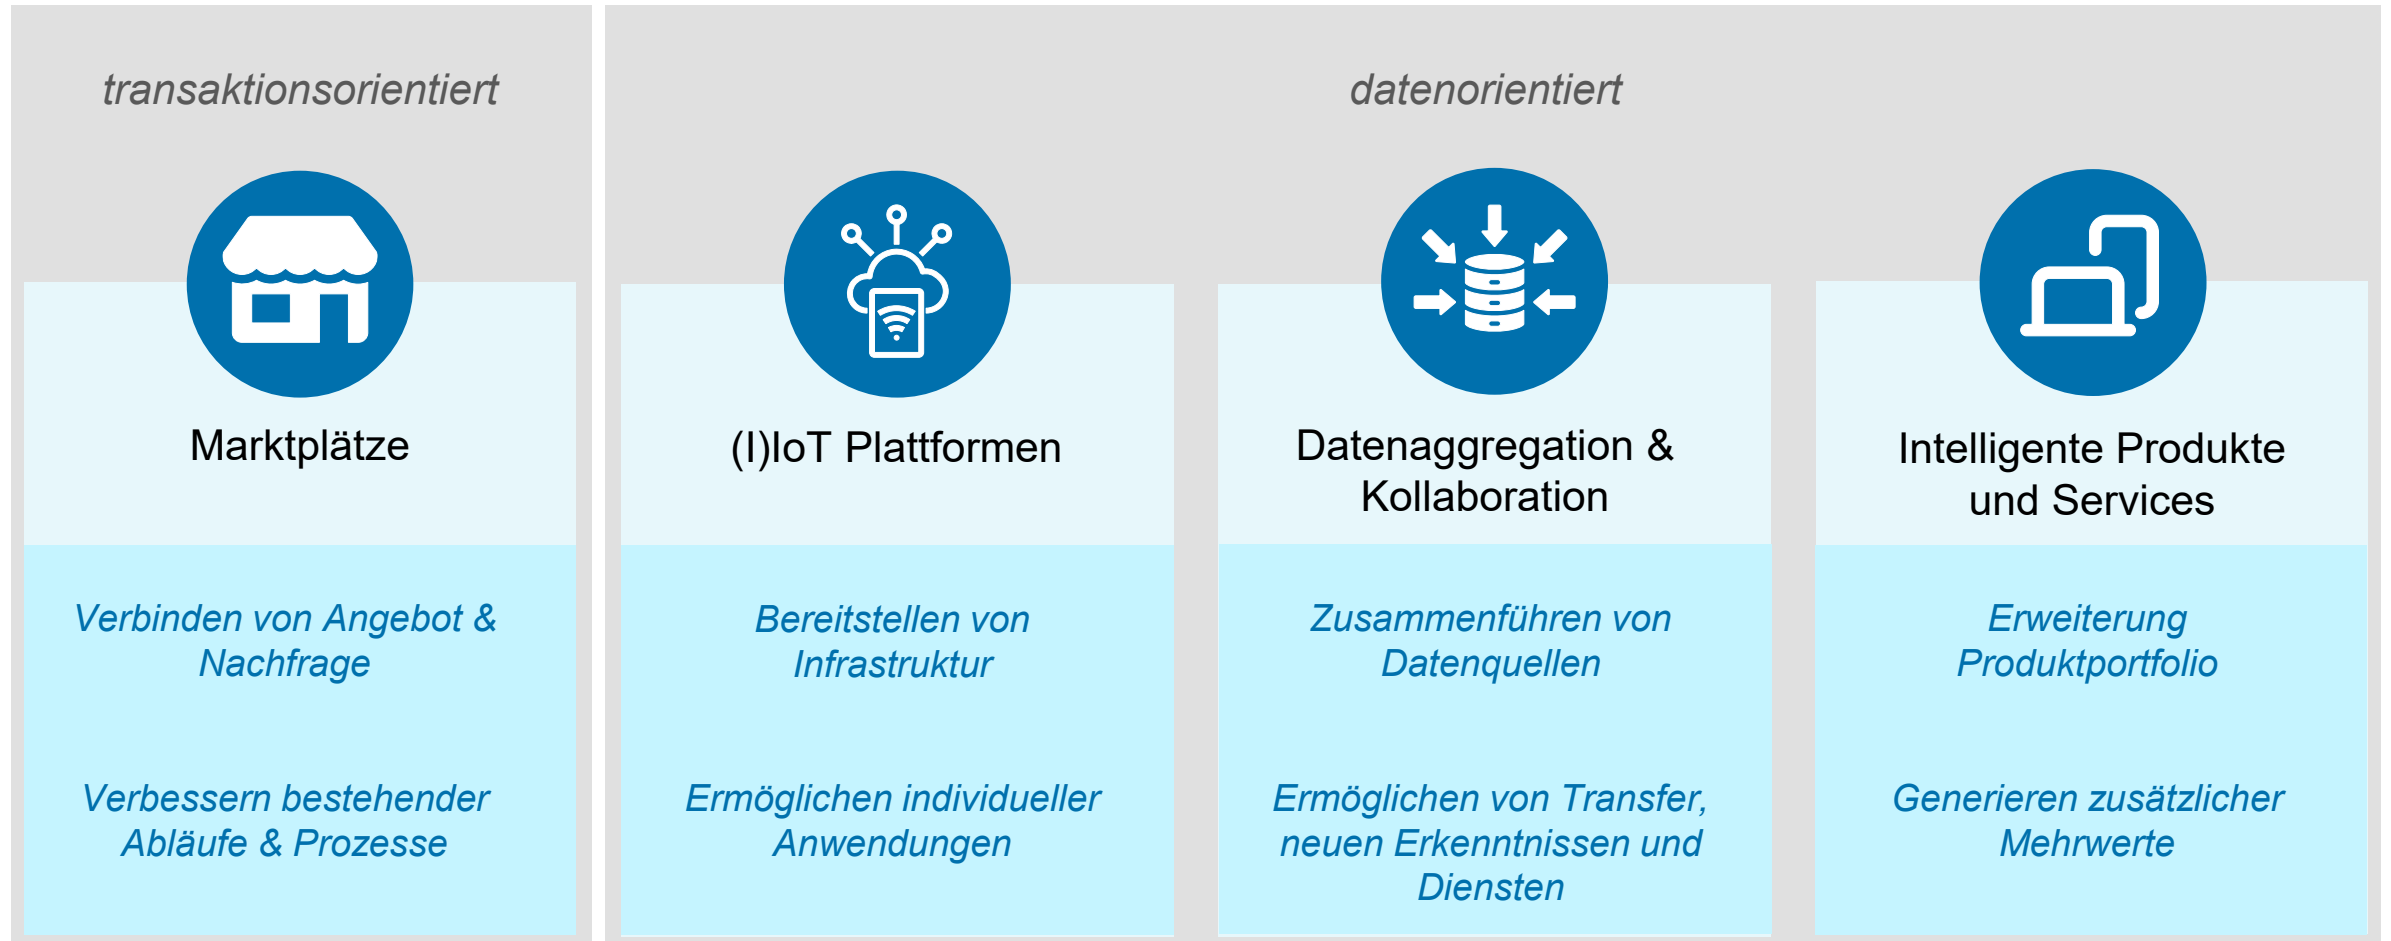 transaktionsorientiert
datenorientiert
Marktplätze
Verbinden von Angebot &
Nachfrage
Verbessern bestehender
Abläufe & Prozesse
(I)IoT Plattformen
Bereitstellen von
Infrastruktur
Ermöglichen individueller
Anwendungen
Datenaggregation &
Kollaboration
Zusammenführen von
Datenquellen
Ermöglichen von Transfer,
neuen Erkenntnissen und
Diensten
Intelligente Produkte
und Services
Erweiterung
Produktportfolio
Generieren zusätzlicher
Mehrwerte